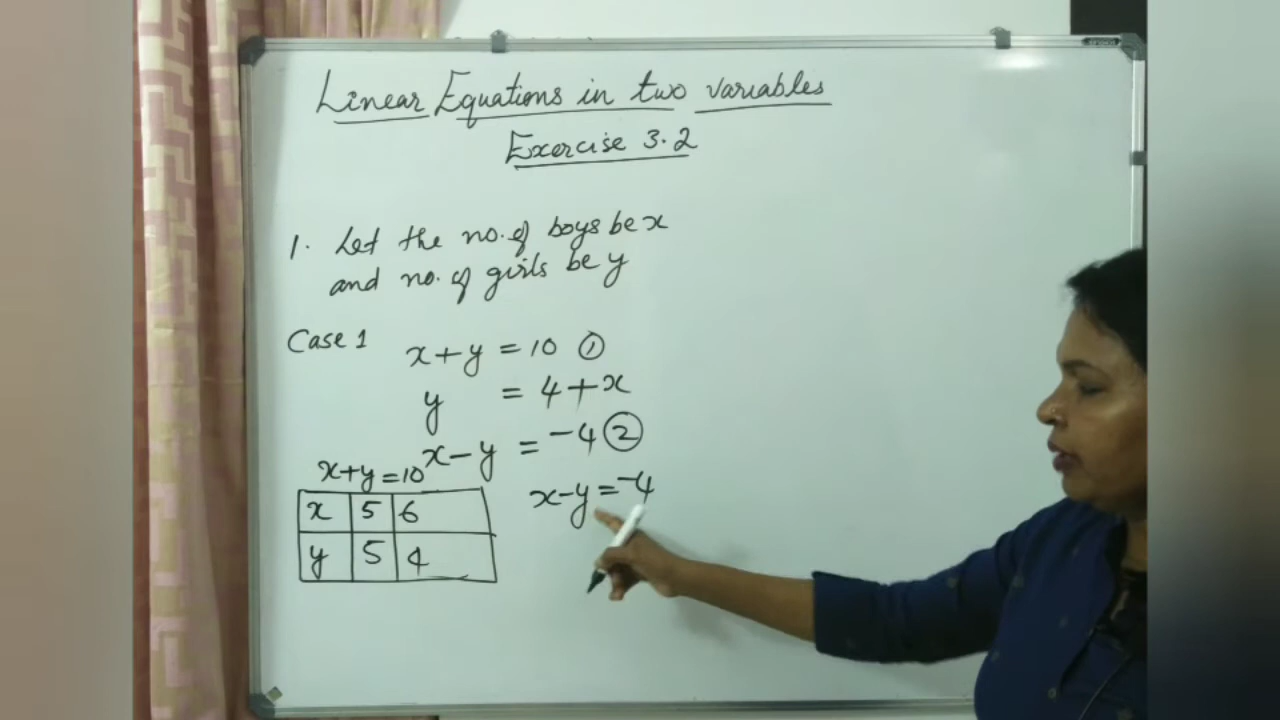 Linear Equations in two variables
Exercise 3.2
1. Let the no. of boys be x
and no. of girls be y
Case 1
x+y = 10 ①
y = 4+x
x-y = -4 ②
x+y=10
x 5 6
y 5 4
x-y=-4